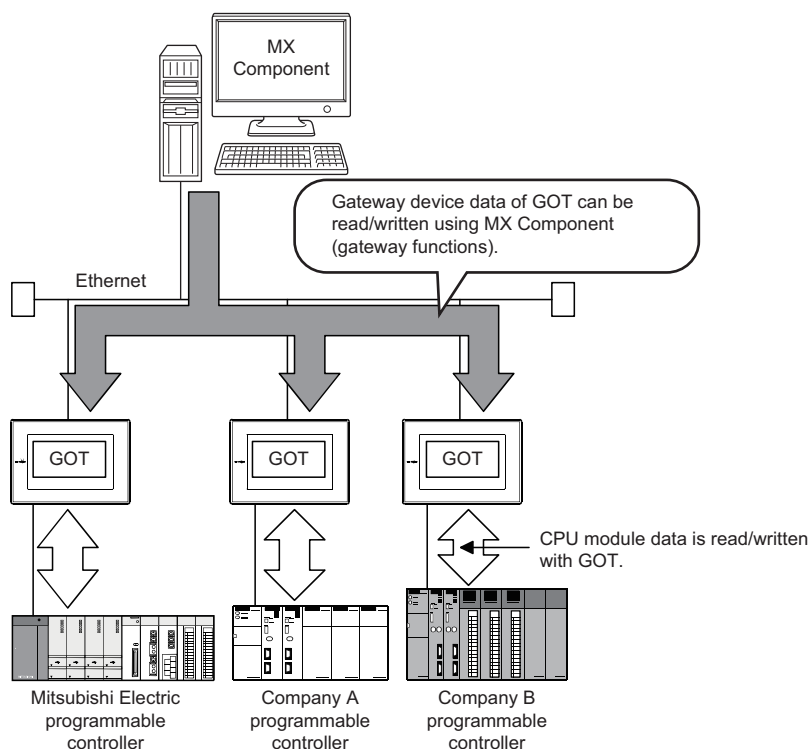 MX
Component
Gateway device data of GOT can be
read/written using MX Component
(gateway functions).
Ethernet
GOT
GOT
GOT
CPU module data is read/written
with GOT.
Mitsubishi Electric
programmable
controller
Company A
programmable
controller
Company B
programmable
controller